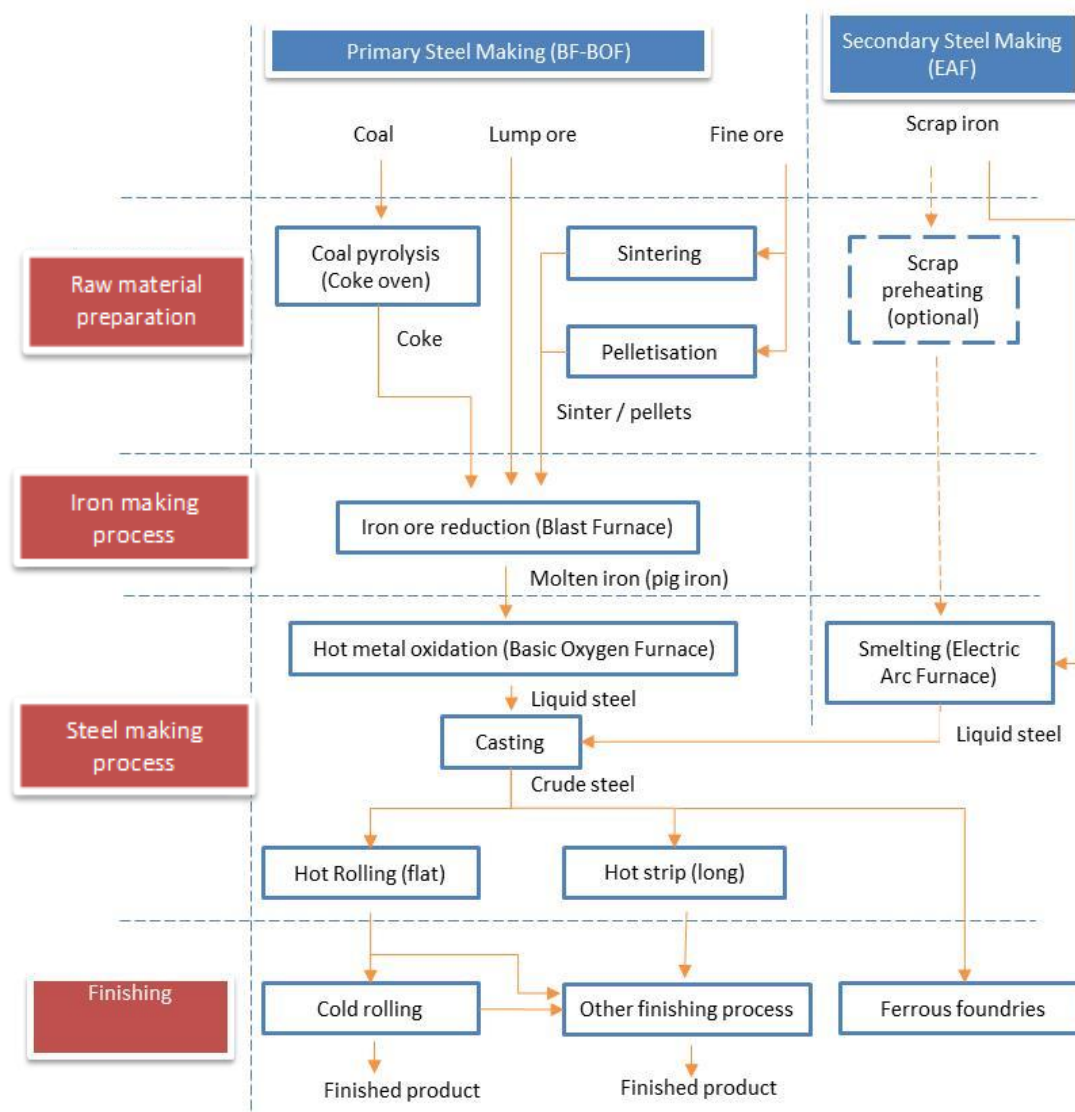 Primary Steel Making (BF-BOF)
Secondary Steel Making
(EAF)
Coal
Lump ore
Fine ore
Scrap iron
Raw material
preparation
Coal pyrolysis
(Coke oven)
Sintering
Scrap
preheating
(optional)
Coke
Pelletisation
Sinter / pellets
Iron making
process
Iron ore reduction (Blast Furnace)
Molten iron (pig iron)
Steel making
process
Hot metal oxidation (Basic Oxygen Furnace)
Smelting (Electric
Arc Furnace)
Liquid steel
Liquid steel
Casting
Crude steel
Hot Rolling (flat)
Hot strip (long)
Finishing
Cold rolling
Other finishing process
Ferrous foundries
Finished product
Finished product